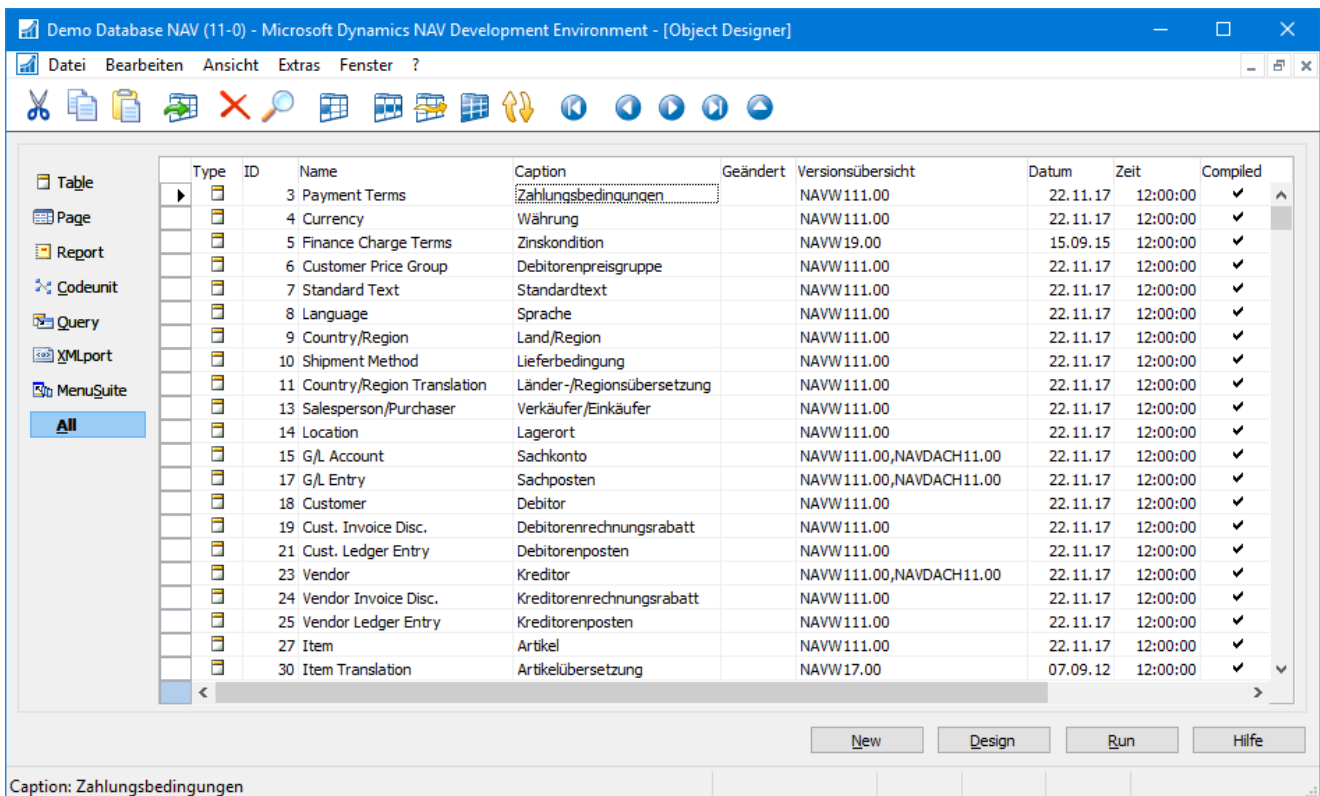 Demo Database NAV (11-0) - Microsoft Dynamics NAV Development Environment - [Object Designer]
Datei Bearbeiten Ansicht Extras Fenster ?
Table
Page
Report
Codeunit
Query
XMLport
MenuSuite
All
Type ID Name Caption Geändert Versionsübersicht Datum Zeit Compiled
3 Payment Terms Zahlungsbedingungen NAVW111.00 22.11.17 12:00:00
4 Currency Währung NAVW111.00 22.11.17 12:00:00
5 Finance Charge Terms Zinskondition NAVW19.00 15.09.15 12:00:00
6 Customer Price Group Debitorenpreisgruppe NAVW111.00 22.11.17 12:00:00
7 Standard Text Standardtext NAVW111.00 22.11.17 12:00:00
8 Language Sprache NAVW111.00 22.11.17 12:00:00
9 Country/Region Land/Region NAVW111.00 22.11.17 12:00:00
10 Shipment Method Lieferbedingung NAVW111.00 22.11.17 12:00:00
11 Country/Region Translation Länder-/Regionsübersetzung NAVW111.00 22.11.17 12:00:00
13 Salesperson/Purchaser Verkäufer/Einkäufer NAVW111.00 22.11.17 12:00:00
14 Location Lagerort NAVW111.00 22.11.17 12:00:00
15 G/L Account Sachkonto NAVW111.00,NAVDACH11.00 22.11.17 12:00:00
17 G/L Entry Sachposten NAVW111.00,NAVDACH11.00 22.11.17 12:00:00
18 Customer Debitor NAVW111.00 22.11.17 12:00:00
19 Cust. Invoice Disc. Debitorenrechnungsrabatt NAVW111.00 22.11.17 12:00:00
21 Cust. Ledger Entry Debitorenposten NAVW111.00 22.11.17 12:00:00
23 Vendor Kreditor NAVW111.00,NAVDACH11.00 22.11.17 12:00:00
24 Vendor Invoice Disc. Kreditorenrechnungsrabatt NAVW111.00 22.11.17 12:00:00
25 Vendor Ledger Entry Kreditorenposten NAVW111.00 22.11.17 12:00:00
27 Item Artikel NAVW111.00 22.11.17 12:00:00
30 Item Translation Artikelübersetzung NAVW17.00 07.09.12 12:00:00
New Design Run Hilfe
Caption: Zahlungsbedingungen